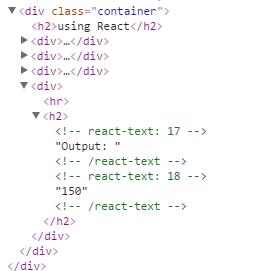 ▼<div class="container">
<h2>using React</h2>
▶<div>…</div>
▶<div>…</div>
▶<div>…</div>
▼<div>
<hr>
▼<h2>
<!-- react-text: 17 -->
"Output: "
<!-- /react-text -->
<!-- react-text: 18 -->
"150"
<!-- /react-text -->
</h2>
</div>
</div>
</div>